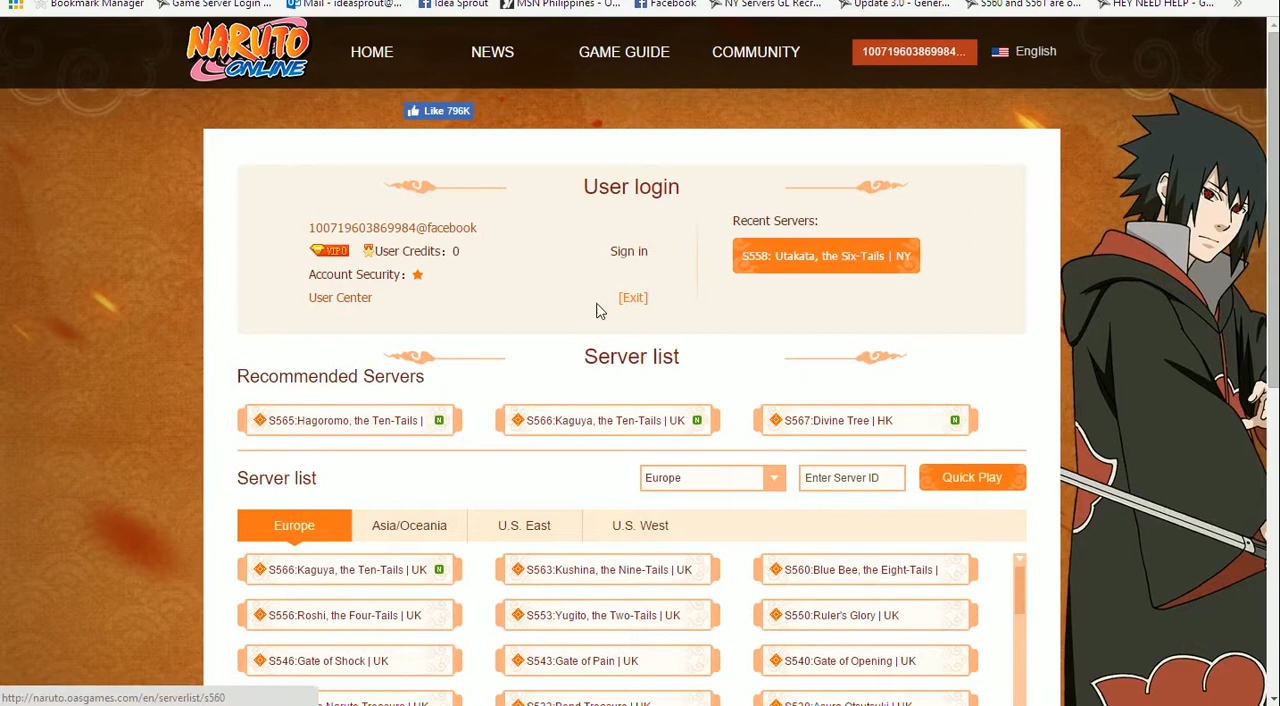 Bookmark Manager Game Server Login ... Mail - ideasprout@... Idea Sprout MSN Philippines - O... Facebook NY Servers GL Recr... Update 3.0 - Gener... S560 and S561 are o... HEY NEED HELP - G...
NARUTO
ONLINE
HOME NEWS GAME GUIDE COMMUNITY 100719603869984... English
Like 796K
User login
100719603869984@facebook
VIP0 User Credits: 0
Account Security:
User Center
Sign in
[Exit]
Recent Servers:
S558: Utakata, the Six-Tails | NY
Server list
Recommended Servers
S565:Hagoromo, the Ten-Tails | N S566:Kaguya, the Ten-Tails | UK N S567:Divine Tree | HK N
Server list Europe Enter Server ID Quick Play
Europe Asia/Oceania U.S. East U.S. West
S566:Kaguya, the Ten-Tails | UK N S563:Kushina, the Nine-Tails | UK S560:Blue Bee, the Eight-Tails |
S556:Roshi, the Four-Tails | UK S553:Yugito, the Two-Tails | UK S550:Ruler's Glory | UK
S546:Gate of Shock | UK S543:Gate of Pain | UK S540:Gate of Opening | UK
Naruto Treasure | UK
http://naruto.oasgames.com/en/serverlist/s560